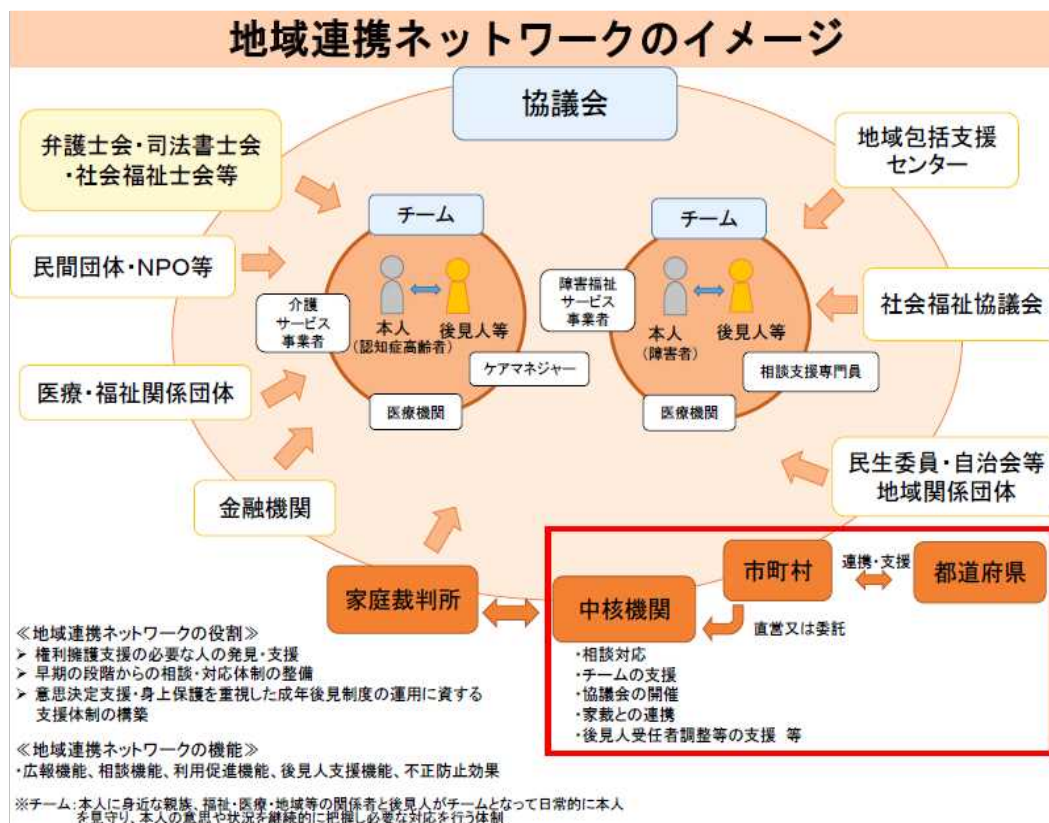 地域連携ネットワークのイメージ
協議会
弁護士会・司法書士会
・社会福祉士会等
地域包括支援
センター
チーム
チーム
民間団体・NPO等
介護
サービス
事業者
本人
(認知症高齢者)
後見人等
ケアマネジャー
医療機関
障害福祉
サービス
事業者
本人
(障害者)
後見人等
相談支援専門員
医療機関
社会福祉協議会
医療・福祉関係団体
民生委員・自治会等
地域関係団体
金融機関
家庭裁判所
中核機関
市町村
連携・支援
都道府県
直営又は委託
・相談対応
・チームの支援
・協議会の開催
・家裁との連携
・後見人受任者調整等の支援 等
≪地域連携ネットワークの役割≫
➢ 権利擁護支援の必要な人の発見・支援
➢ 早期の段階からの相談・対応体制の整備
➢ 意思決定支援・身上保護を重視した成年後見制度の運用に資する
支援体制の構築
≪地域連携ネットワークの機能≫
・広報機能、相談機能、利用促進機能、後見人支援機能、不正防止効果
※チーム:本人に身近な親族、福祉・医療・地域等の関係者と後見人がチームとなって日常的に本人
を見守り、本人の意思や状況を継続的に把握し必要な対応を行う体制